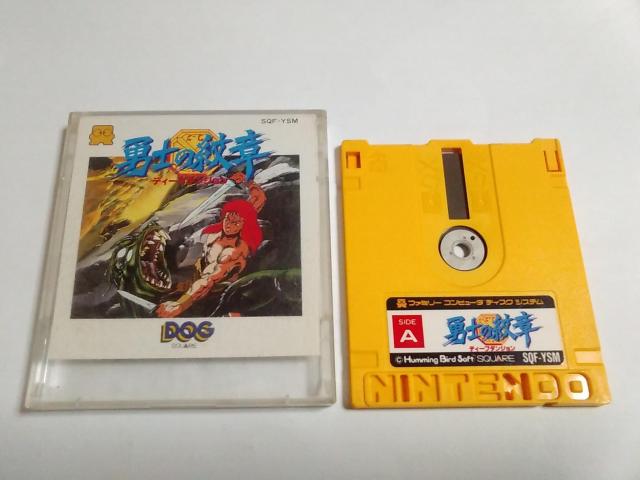 SQF-YSM
勇士の紋章
ディープダンジョン
DOG
SQUARE
ファミリー コンピュータ ディスク システム
SIDE
A
勇士の紋章
ディープダンジョン
©Humming Bird Soft SQUARE SQF-YSM
NINTENDO